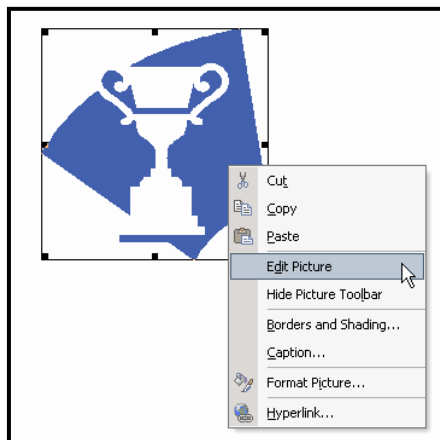 Cut
Copy
Paste
Edit Picture
Hide Picture Toolbar
Borders and Shading...
Caption...
Format Picture...
Hyperlink...